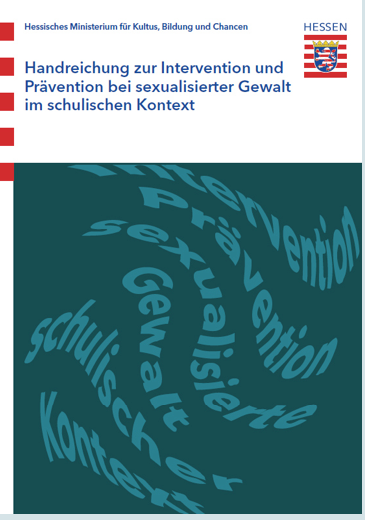 Hessisches Ministerium für Kultus, Bildung und Chancen
HESSEN
Handreichung zur Intervention und
Prävention bei sexualisierter Gewalt
im schulischen Kontext
Intervention
Prävention
sexualisierte
Gewalt
schulischer
Kontext